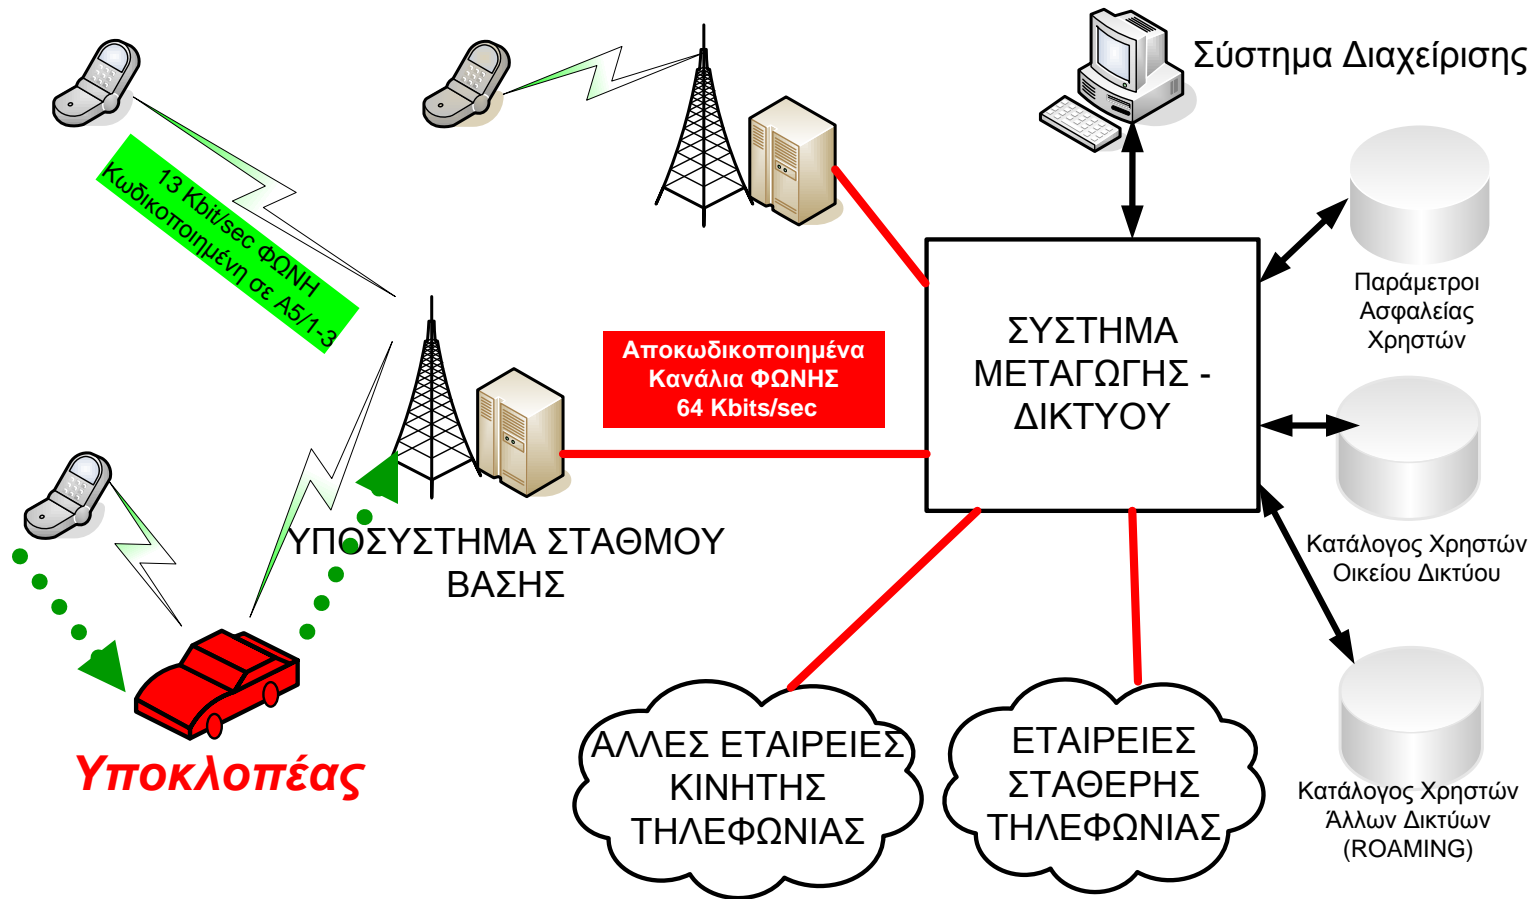 Σύστημα Διαχείρισης
13 Kbit/sec ΦΩΝΗ
Κωδικοποιημένη σε A5/1-3
Παράμετροι
Ασφαλείας
Χρηστών
Αποκωδικοποιημένα
Κανάλια ΦΩΝΗΣ
64 Kbits/sec
ΣΥΣΤΗΜΑ
ΜΕΤΑΓΩΓΗΣ -
ΔΙΚΤΥΟΥ
ΥΠΟΣΥΣΤΗΜΑ ΣΤΑΘΜΟΥ
ΒΑΣΗΣ
Κατάλογος Χρηστών
Οικείου Δικτύου
Υποκλοπέας
ΑΛΛΕΣ ΕΤΑΙΡΕΙΕΣ
ΚΙΝΗΤΗΣ
ΤΗΛΕΦΩΝΙΑΣ
ΕΤΑΙΡΕΙΕΣ
ΣΤΑΘΕΡΗΣ
ΤΗΛΕΦΩΝΙΑΣ
Κατάλογος Χρηστών
Άλλων Δικτύων
(ROAMING)